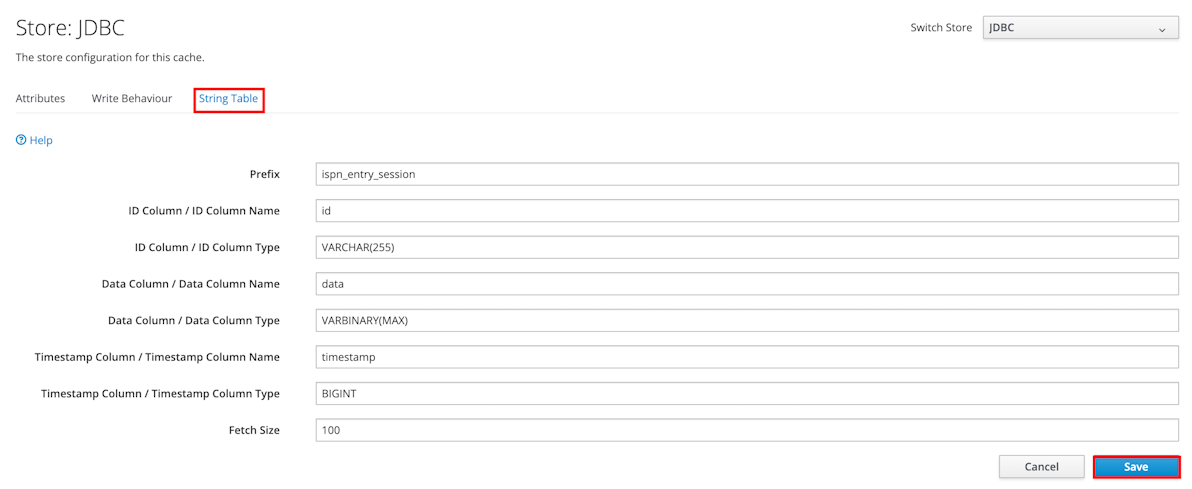 Store: JDBC
Switch Store JDBC
The store configuration for this cache.
Attributes Write Behaviour String Table
Help
Prefix ispn_entry_session
ID Column / ID Column Name id
ID Column / ID Column Type VARCHAR(255)
Data Column / Data Column Name data
Data Column / Data Column Type VARBINARY(MAX)
Timestamp Column / Timestamp Column Name timestamp
Timestamp Column / Timestamp Column Type BIGINT
Fetch Size 100
Cancel Save